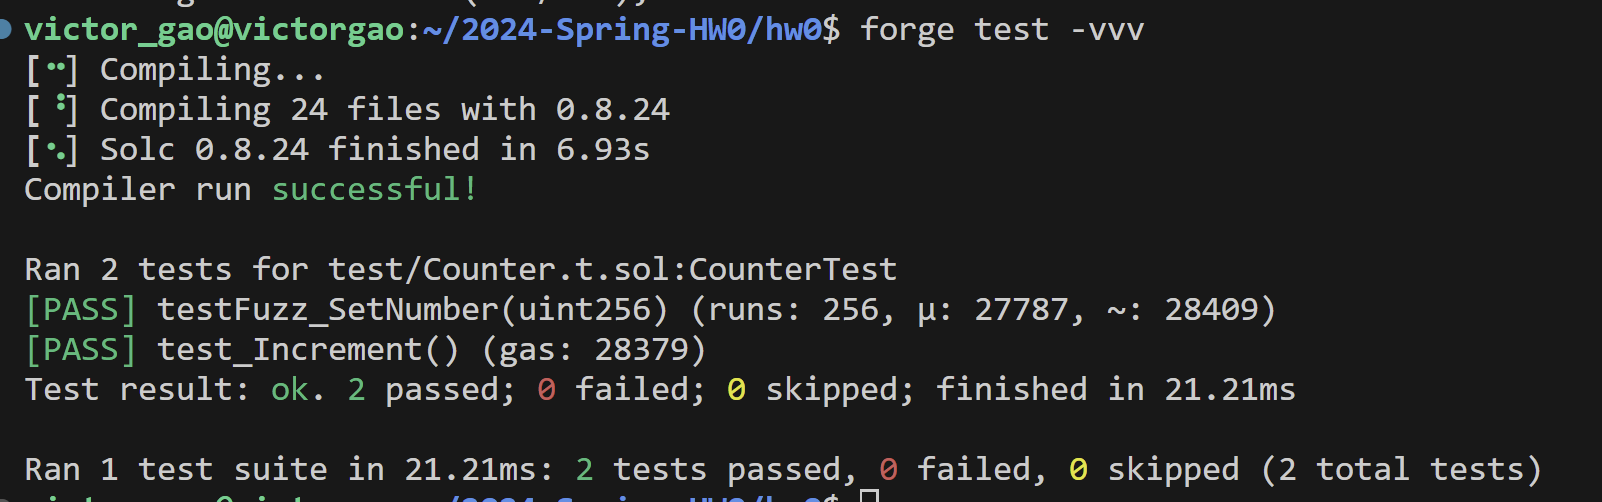 victor_gao@victorgao:~/2024-Spring-HW0/hw0$ forge test -vvv
[⠒] Compiling...
[⠘] Compiling 24 files with 0.8.24
[⠢] Solc 0.8.24 finished in 6.93s
Compiler run successful!
Ran 2 tests for test/Counter.t.sol:CounterTest
[PASS] testFuzz_SetNumber(uint256) (runs: 256, μ: 27787, ~: 28409)
[PASS] test_Increment() (gas: 28379)
Test result: ok. 2 passed; 0 failed; 0 skipped; finished in 21.21ms
Ran 1 test suite in 21.21ms: 2 tests passed, 0 failed, 0 skipped (2 total tests)